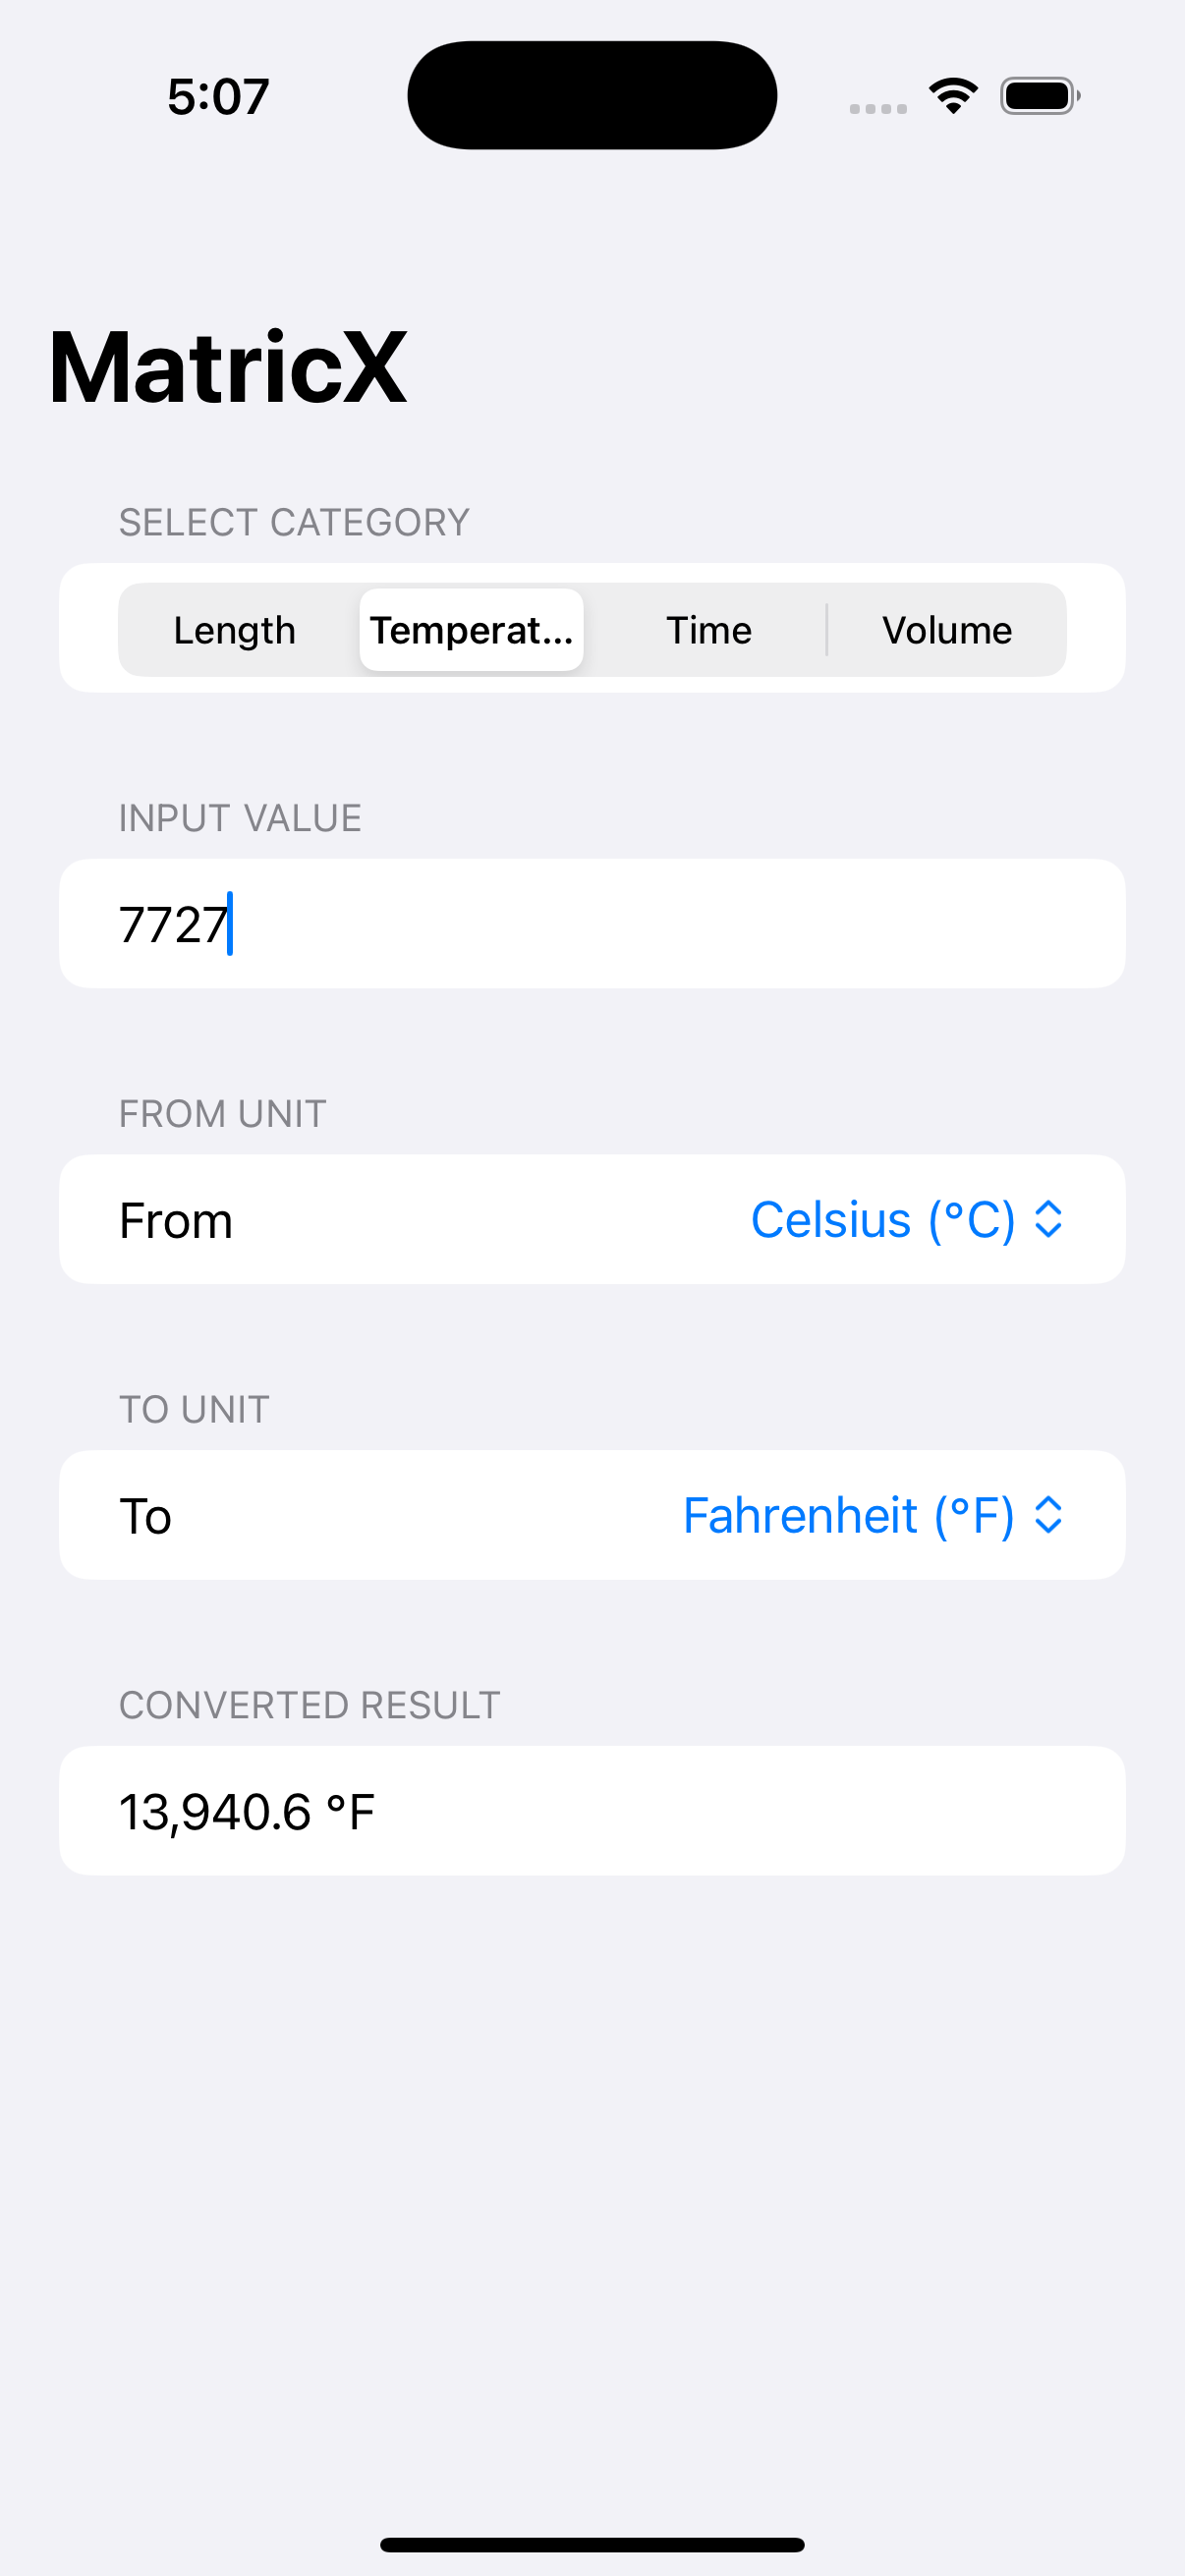 5:07
MatricX
SELECT CATEGORY
Length Temperat... Time Volume
INPUT VALUE
7727
FROM UNIT
From Celsius (°C)
TO UNIT
To Fahrenheit (°F)
CONVERTED RESULT
13,940.6 °F